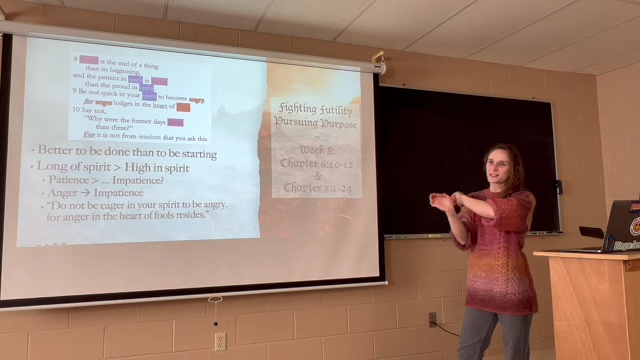 8 Better is the end of a thing
than its beginning,
and the patient in spirit is better
than the proud in spirit.
9 Be not quick in your spirit to become angry,
for anger lodges in the heart of fools.
10 Say not,
"Why were the former days better
than these?"
For it is not from wisdom that you ask this.
• Better to be done than to be starting
• Long of spirit > High in spirit
• Patience > ... Impatience?
• Anger → Impatience
• "Do not be eager in your spirit to be angry,
for anger in the heart of fools resides."
Fighting Futility
Pursuing Purpose
~
Week 8:
Chapter 6:10-12
&
Chapter 7:1-24